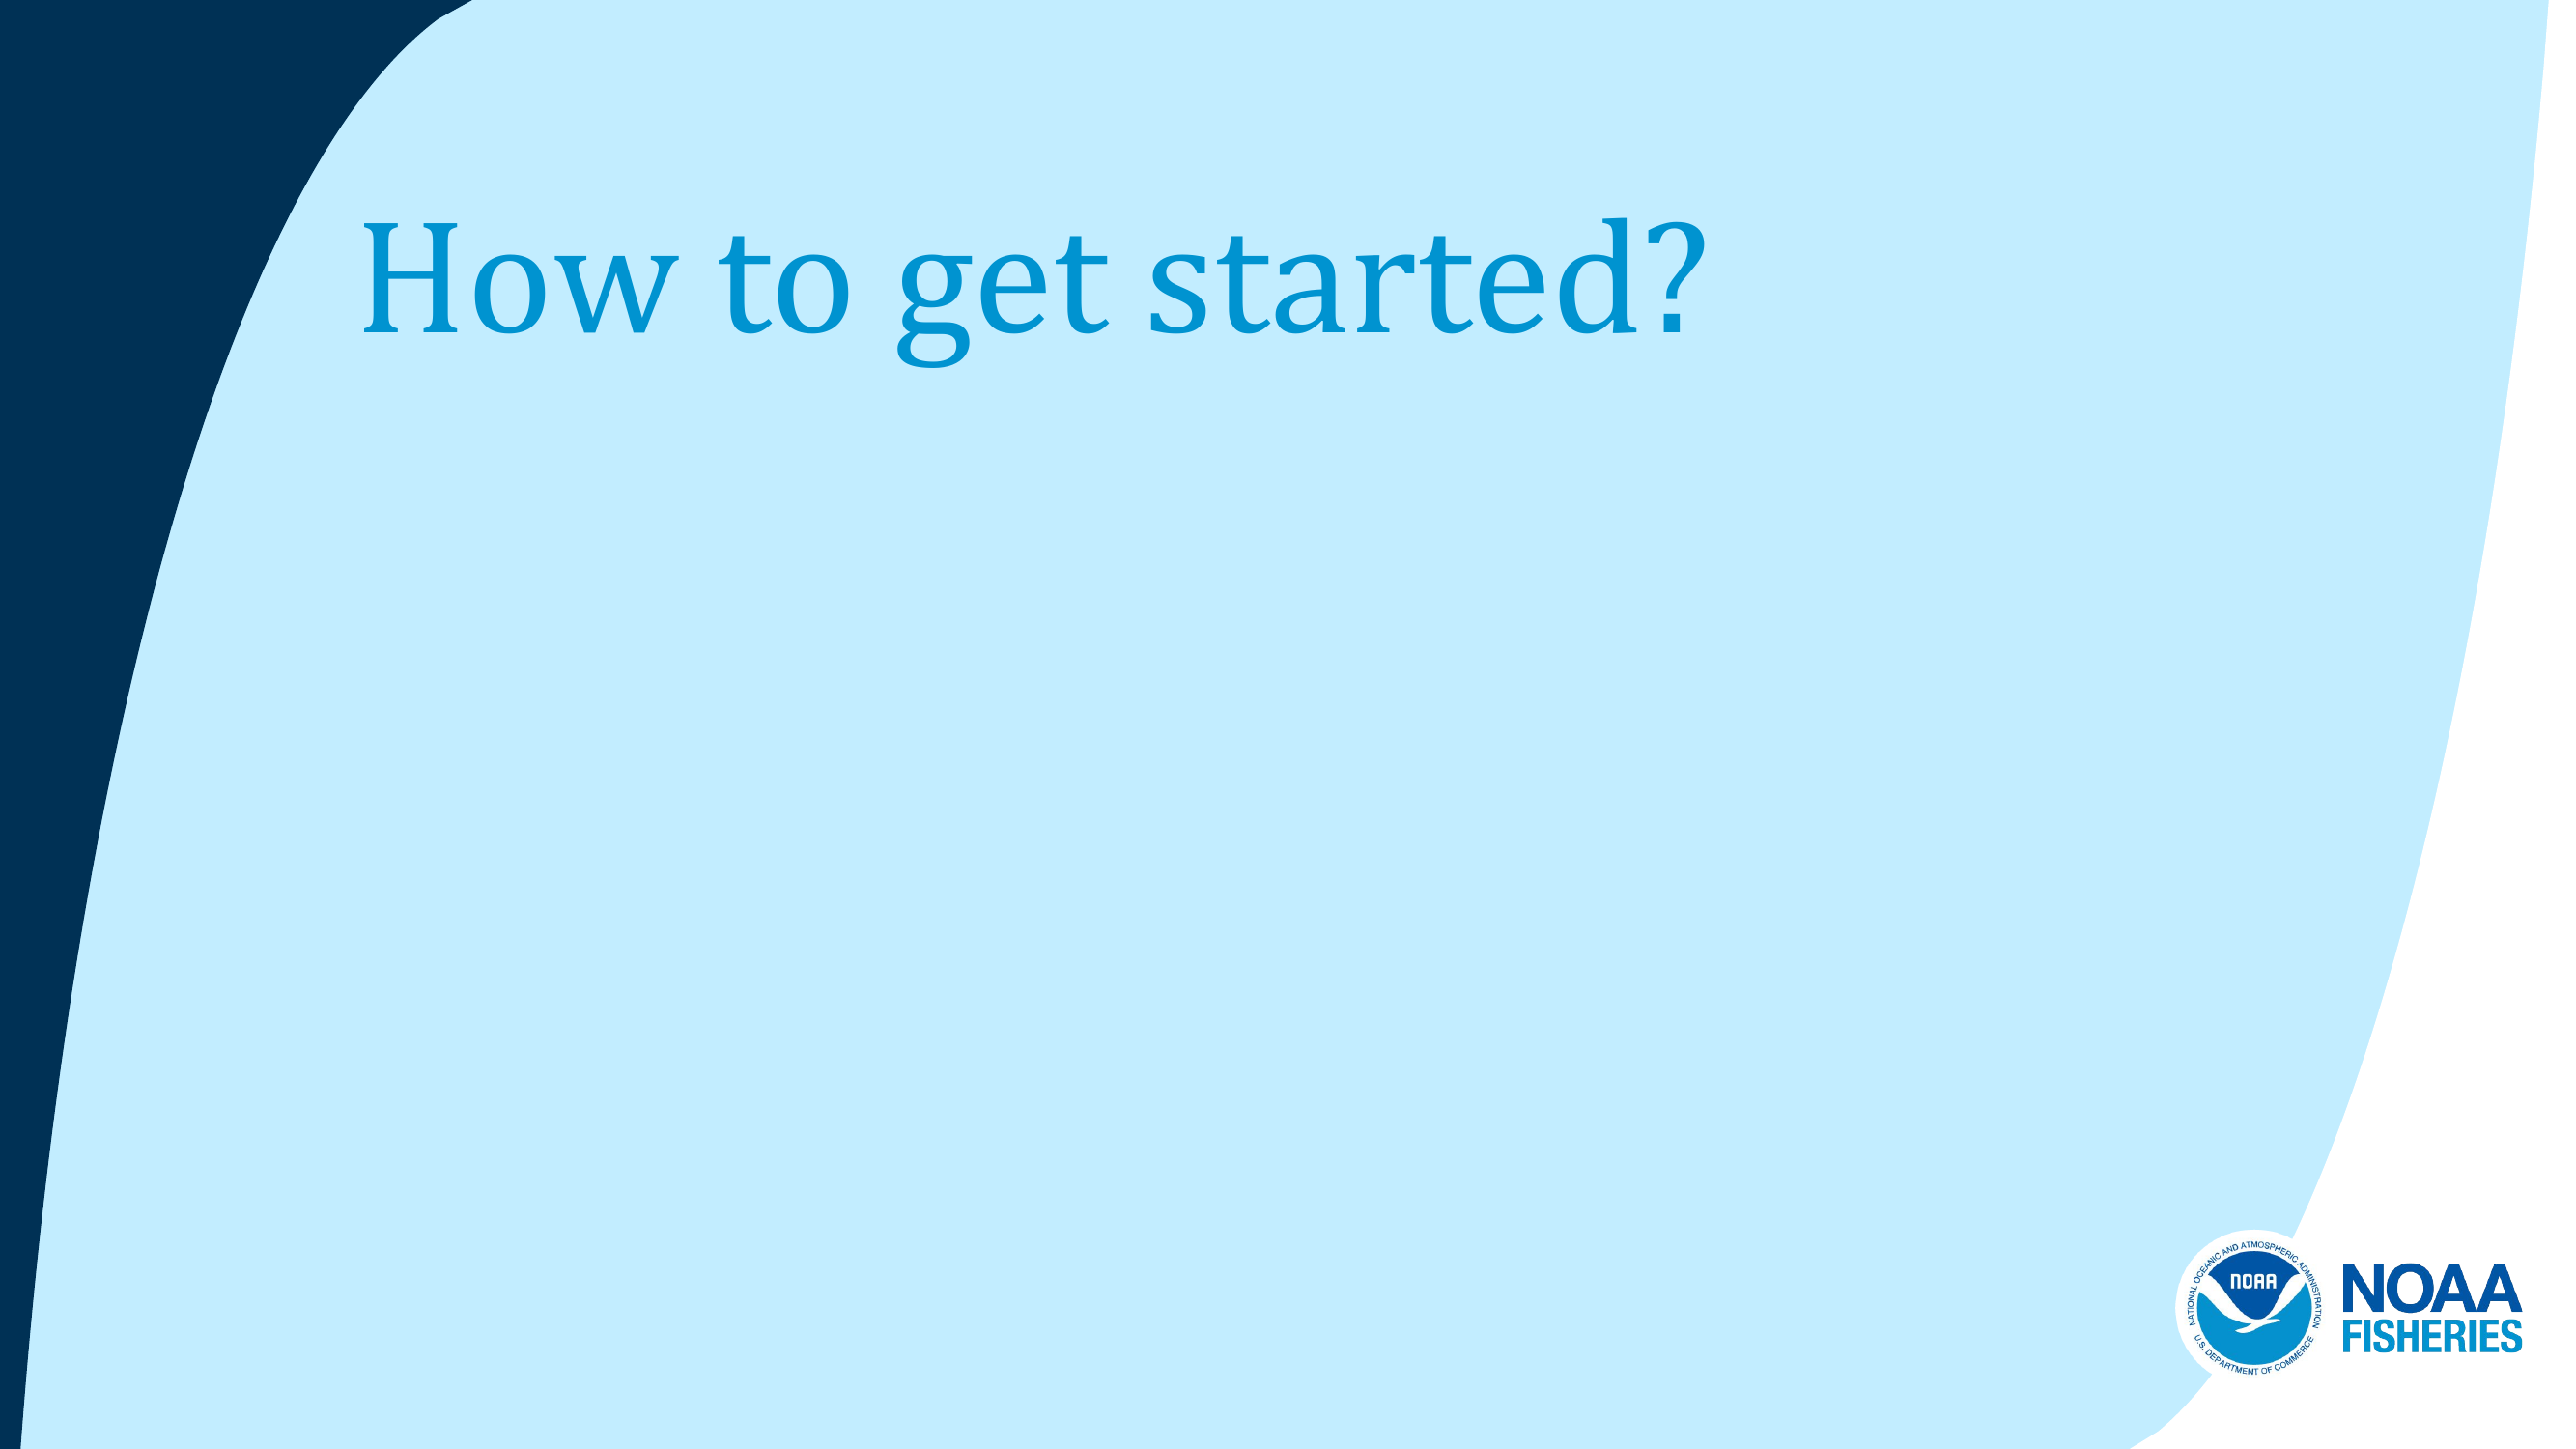 How to get started?
NATIONAL OCEANIC AND ATMOSPHERIC ADMINISTRATION
NOAA
U.S. DEPARTMENT OF COMMERCE
NOAA
FISHERIES